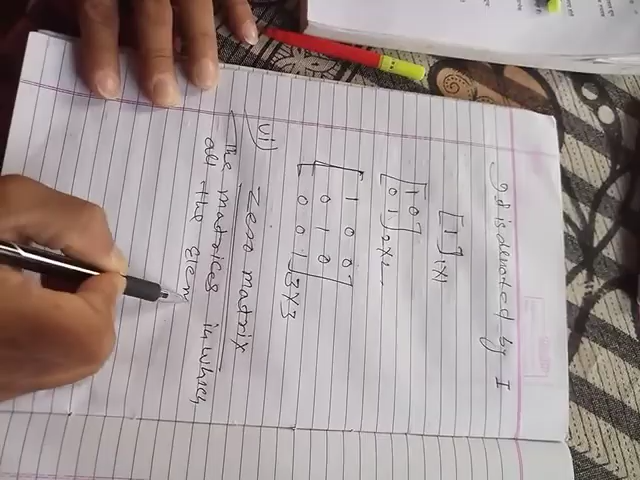 It is denoted by I
[1]1×1
[1 0
0 1]2×2
[1 0 0
0 1 0
0 0 1]3×3
vi) Zero matrix
The matrices in which
all the elem